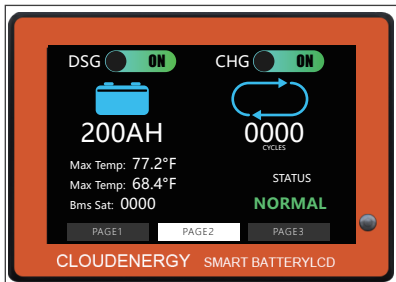 DSG ON CHG ON
200AH 0000
CYCLES
Max Temp: 77.2°F
Max Temp: 68.4°F
Bms Sat: 0000
STATUS
NORMAL
PAGE1 PAGE2 PAGE3
CLOUDENERGY SMART BATTERYLCD